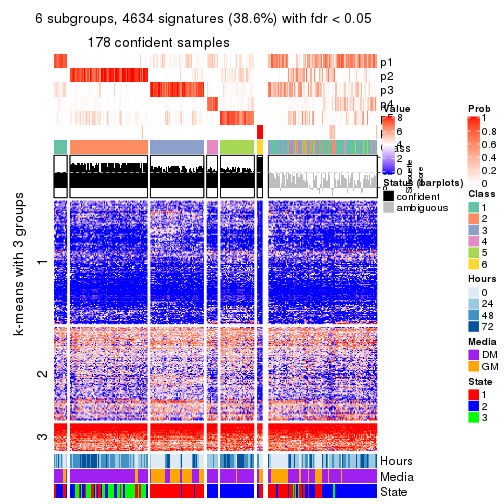 6 subgroups, 4634 signatures (38.6%) with fdr < 0.05
178 confident samples
p1
p2
p3
p4
Value
8
6
4
2
0
Silhouette
score
Status (barplots)
confident
ambiguous
Prob
1
0.8
0.6
0.4
0.2
0
Class
1
2
3
4
5
6
Hours
0
24
48
72
Media
DM
GM
State
1
2
3
k-means with 3 groups
1
2
3
Hours
Media
State